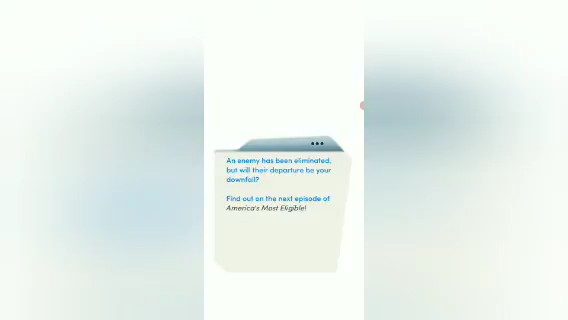 An enemy has been eliminated,
but will their departure be your
downfall?
Find out on the next episode of
America's Most Eligible!